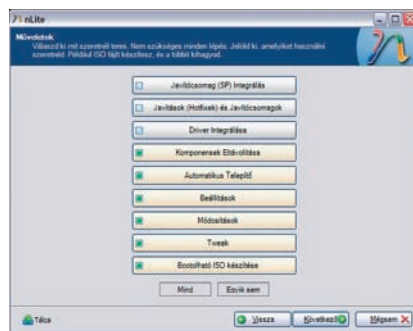 nLite
Műveletek
Válaszd ki mit szeretnél tenni. Nem szükséges minden lépés. Jelöld ki, amelyiket használni
szeretnéd. Például ISO fájlt készítesz, és a többit kihagyod.
Javítócsomag (SP) Integrálás
Javítások (Hotfixek) és Javítócsomagok
Driver Integrálása
Komponensek Eltávolítása
Automatikus Telepítő
Beállítások
Módosítások
Tweak
Bootolható ISO készítése
Mind
Egyik sem
Tálca
Vissza
Következő
Mégsem